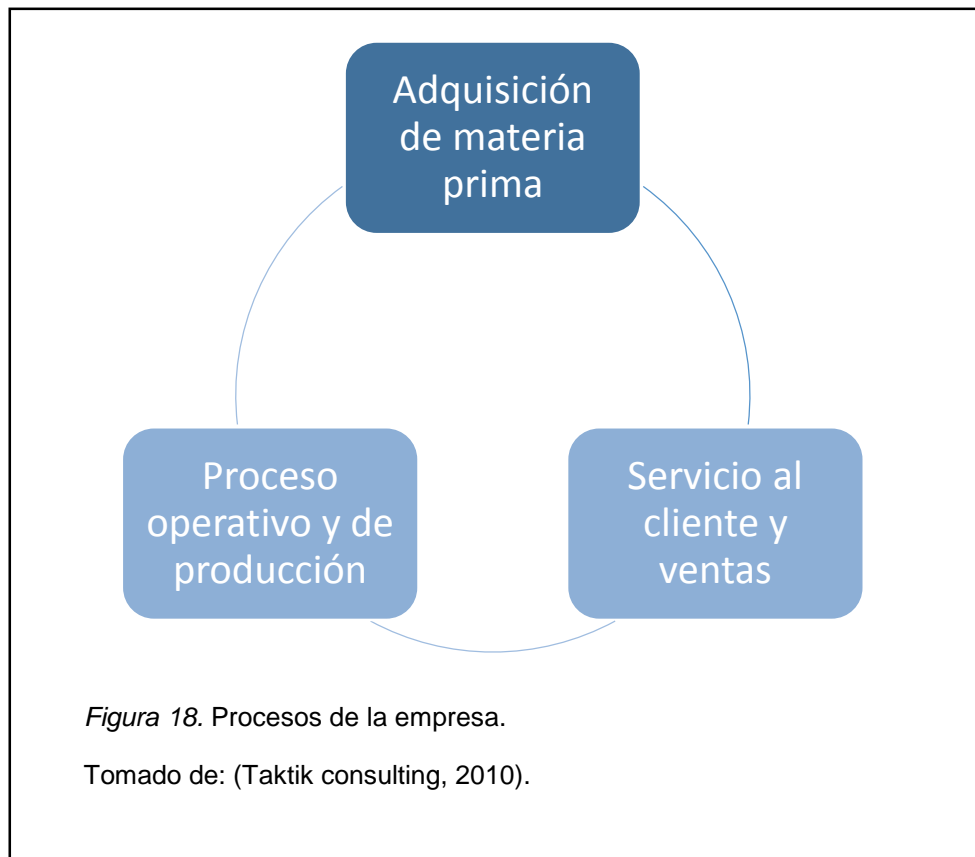 Adquisición
de materia
prima
Proceso
operativo y de
producción
Servicio al
cliente y
ventas
Figura 18. Procesos de la empresa.
Tomado de: (Taktik consulting, 2010).